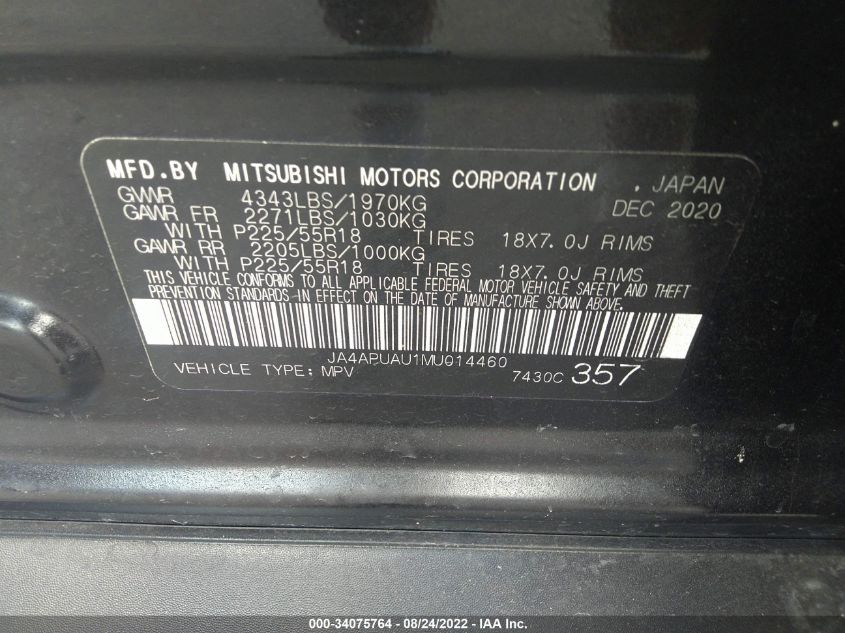 MFD.BY MITSUBISHI MOTORS CORPORATION . JAPAN
GVWR 4343LBS/1970KG DEC 2020
GAWR FR 2271LBS/1030KG
WITH P225/55R18 TIRES 18X7.0J RIMS
GAWR RR 2205LBS/1000KG
WITH P225/55R18 TIRES 18X7.0J RIMS
THIS VEHICLE CONFORMS TO ALL APPLICABLE FEDERAL MOTOR VEHICLE SAFETY AND THEFT
PREVENTION STANDARDS-IN EFFECT ON THE DATE OF MANUFACTURE SHOWN ABOVE.
JA4APUAU1MU014460
VEHICLE TYPE: MPV 7430C 357
000-34075764 - 08/24/2022 - IAA Inc.